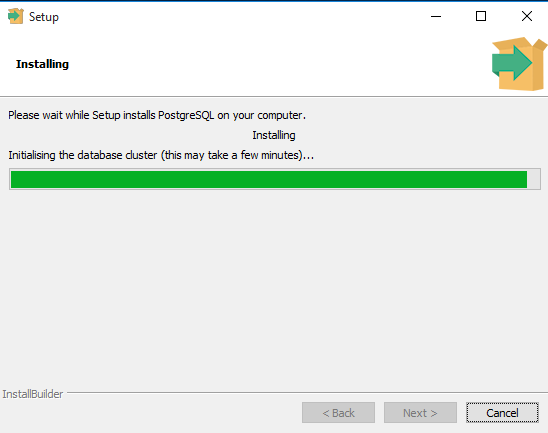 Setup
Installing
Please wait while Setup installs PostgreSQL on your computer.
Installing
Initialising the database cluster (this may take a few minutes)...
InstallBuilder
< Back
Next >
Cancel